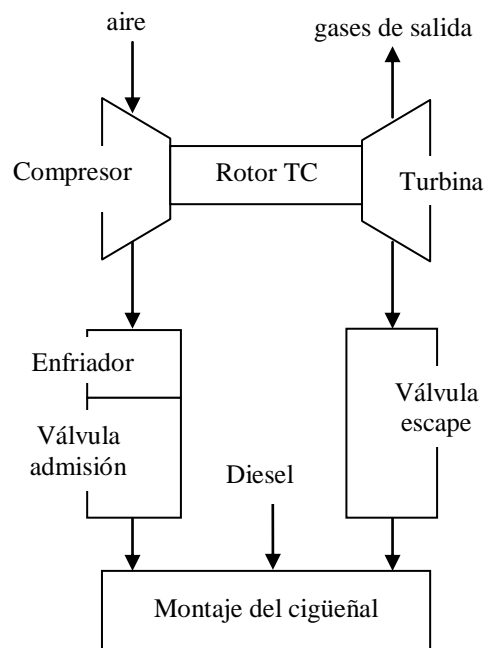 aire
gases de salida
Compresor
Rotor TC
Turbina
Enfriador
Válvula
admisión
Válvula
escape
Diesel
Montaje del cigüeñal